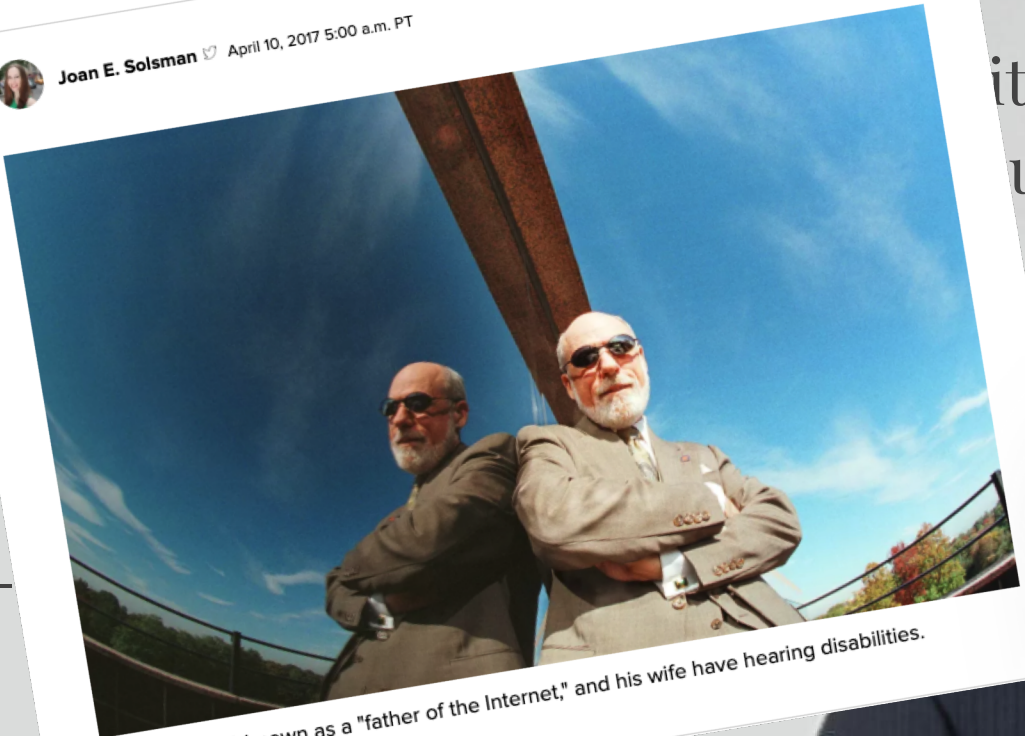 Joan E. Solsman April 10, 2017 5:00 a.m. PT
it
as a "father of the Internet," and his wife have hearing disabilities.